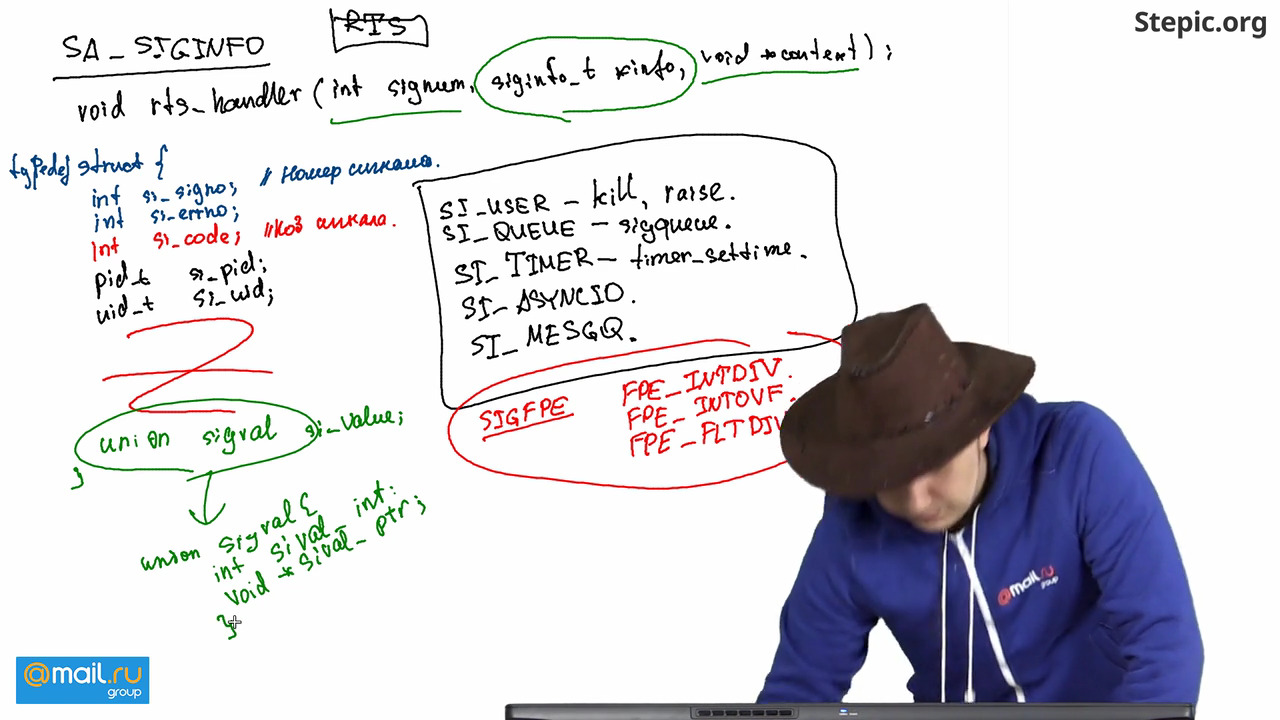 Stepic.org
SA_SIGINFO
RTS
void rts_handler (int signum, siginfo_t *info, void *context);
typedef struct {
int si_signo; // Номер сигнала.
int si_errno;
int si_code; // Код сигнала.
pid_t si_pid;
uid_t si_uid;
union sigval si_value;
}
union sigval {
int sival_int;
void *sival_ptr;
}
SI_USER – kill, raise.
SI_QUEUE – sigqueue.
SI_TIMER – timer_settime.
SI_ASYNCIO.
SI_MESGQ.
SIGFPE
FPE_INTDIV.
FPE_INTOVF.
FPE_FLTDIV
@mail.ru
group
@mail.ru
group